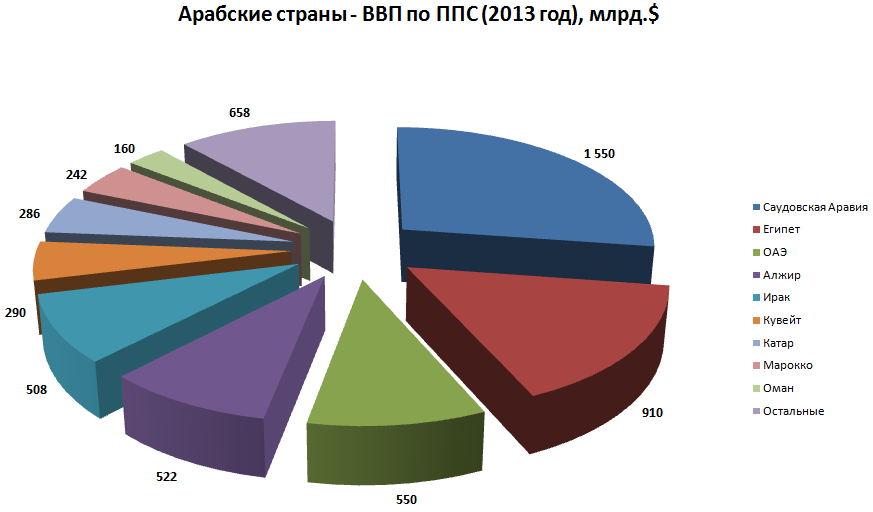 Арабские страны - ВВП по ППС (2013 год), млрд.$
658
1 550
160
242
286
290
508
522
550
910
Саудовская Аравия
Египет
ОАЭ
Алжир
Ирак
Кувейт
Катар
Марокко
Оман
Остальные